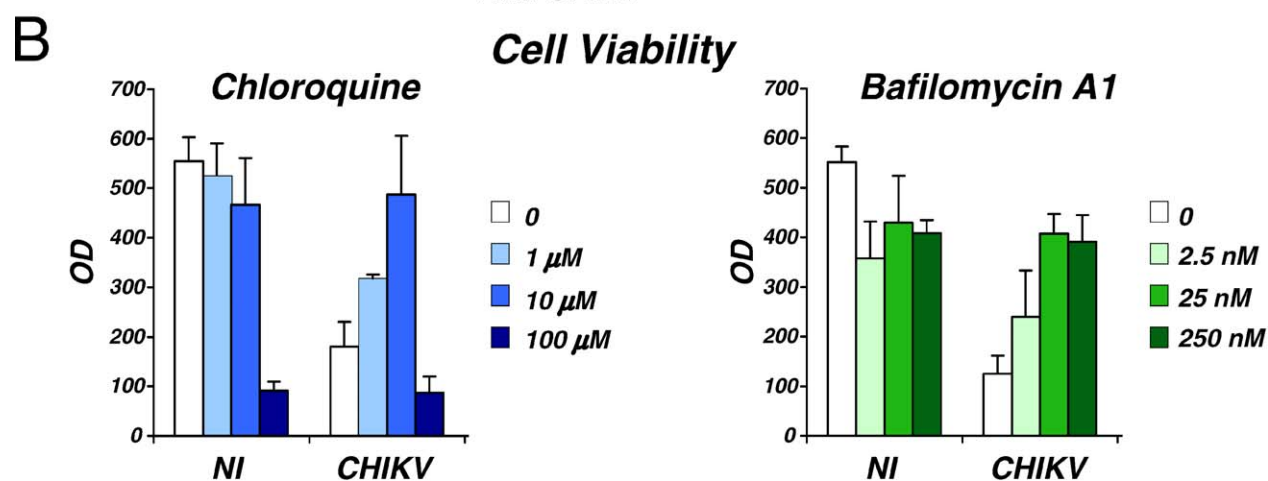 B
Cell Viability
Chloroquine
700
600
500
400
300
200
100
0
OD
NI CHIKV
0
1 μM
10 μM
100 μM
Bafilomycin A1
700
600
500
400
300
200
100
0
OD
NI CHIKV
0
2.5 nM
25 nM
250 nM